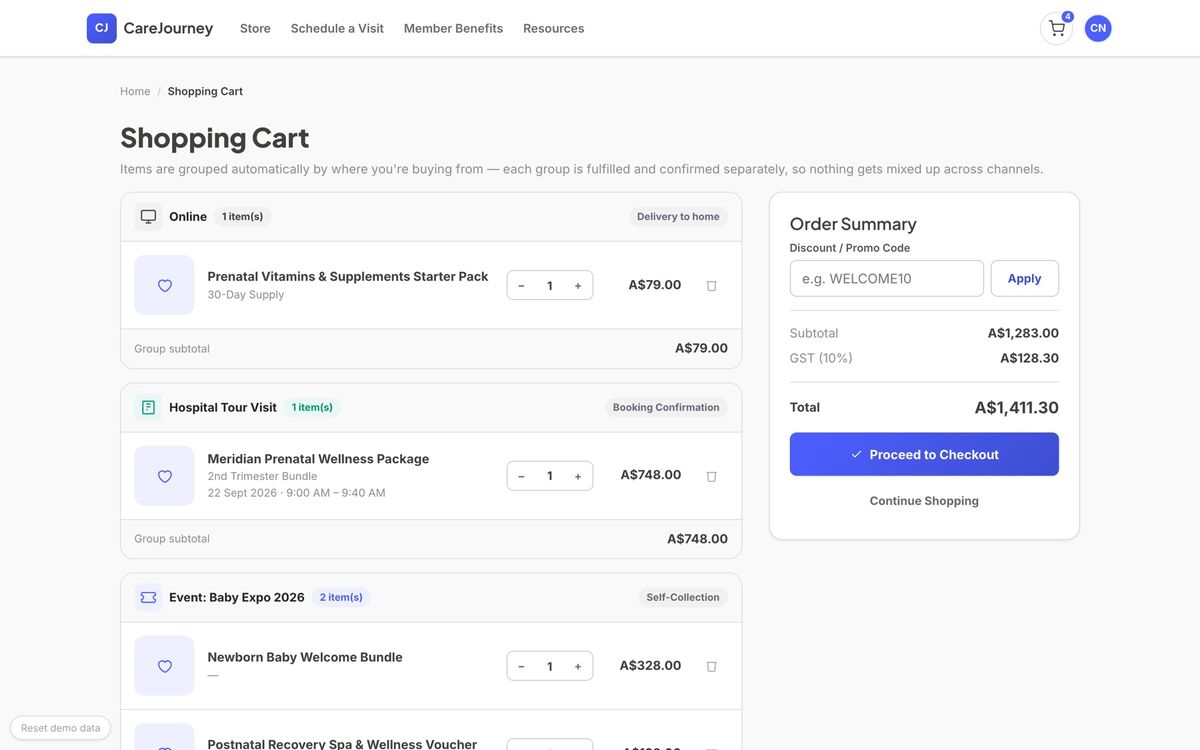 CJ CareJourney Store Schedule a Visit Member Benefits Resources 4 CN
Home / Shopping Cart
Shopping Cart
Items are grouped automatically by where you're buying from — each group is fulfilled and confirmed separately, so nothing gets mixed up across channels.
Online 1 item(s) Delivery to home
Prenatal Vitamins & Supplements Starter Pack
30-Day Supply
− 1 + A$79.00
Group subtotal A$79.00
Hospital Tour Visit 1 item(s) Booking Confirmation
Meridian Prenatal Wellness Package
2nd Trimester Bundle
22 Sept 2026 · 9:00 AM – 9:40 AM
− 1 + A$748.00
Group subtotal A$748.00
Event: Baby Expo 2026 2 item(s) Self-Collection
Newborn Baby Welcome Bundle
—
− 1 + A$328.00
Postnatal Recovery Spa & Wellness Voucher
Order Summary
Discount / Promo Code
e.g. WELCOME10 Apply
Subtotal A$1,283.00
GST (10%) A$128.30
Total A$1,411.30
Proceed to Checkout
Continue Shopping
Reset demo data